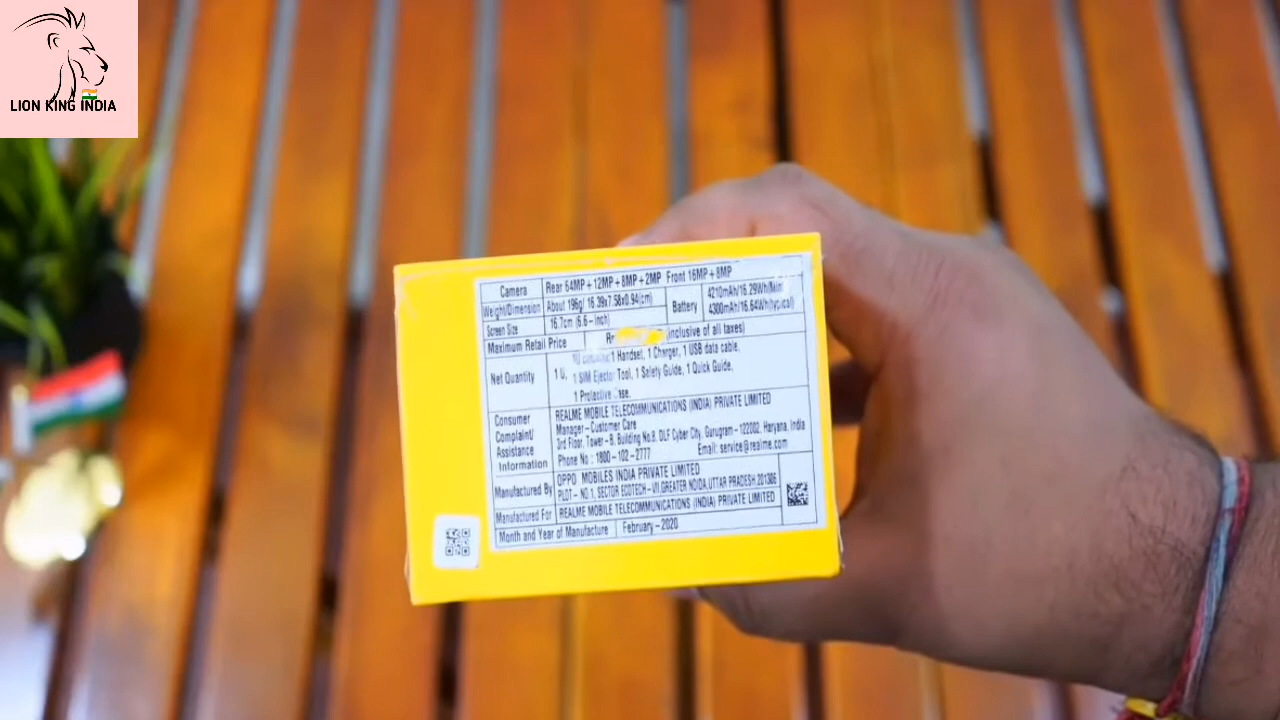 LION KING INDIA
Camera Rear 64MP + 12MP + 8MP + 2MP Front 16MP + 8MP
Weight/Dimension About 196g/ 16.39x7.58x0.94(cm) Battery 4210mAh/16.29Wh(Min)
4300mAh/16.64Wh(typical)
Screen Size 16.7cm (6.6-inch)
Maximum Retail Price (inclusive of all taxes)
Net Quantity 1 Handset, 1 Charger, 1 USB data cable,
1 SIM Ejector Tool, 1 Safety Guide, 1 Quick Guide,
1 Protective
Consumer Complaint/ Assistance Information REALME MOBILE TELECOMMUNICATIONS (INDIA) PRIVATE LIMITED
Manager-Customer Care
3rd Floor, Tower-B, Building No.8, DLF Cyber City, Gurugram-122002, Haryana, India
Phone No : 1800-102-2777 Email: service@realme.com
Manufactured By OPPO MOBILES INDIA PRIVATE LIMITED
PLOT - NO. 1, SECTOR ECOTECH-VII, GREATER NOIDA, UTTAR PRADESH, 201306
Manufactured For REALME MOBILE TELECOMMUNICATIONS (INDIA) PRIVATE LIMITED
Month and Year of Manufacture February-2020